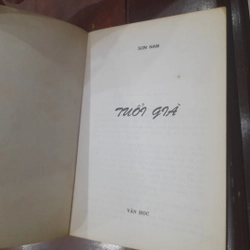 SƠN NAM
TUỔI GIÀ
VĂN HỌC